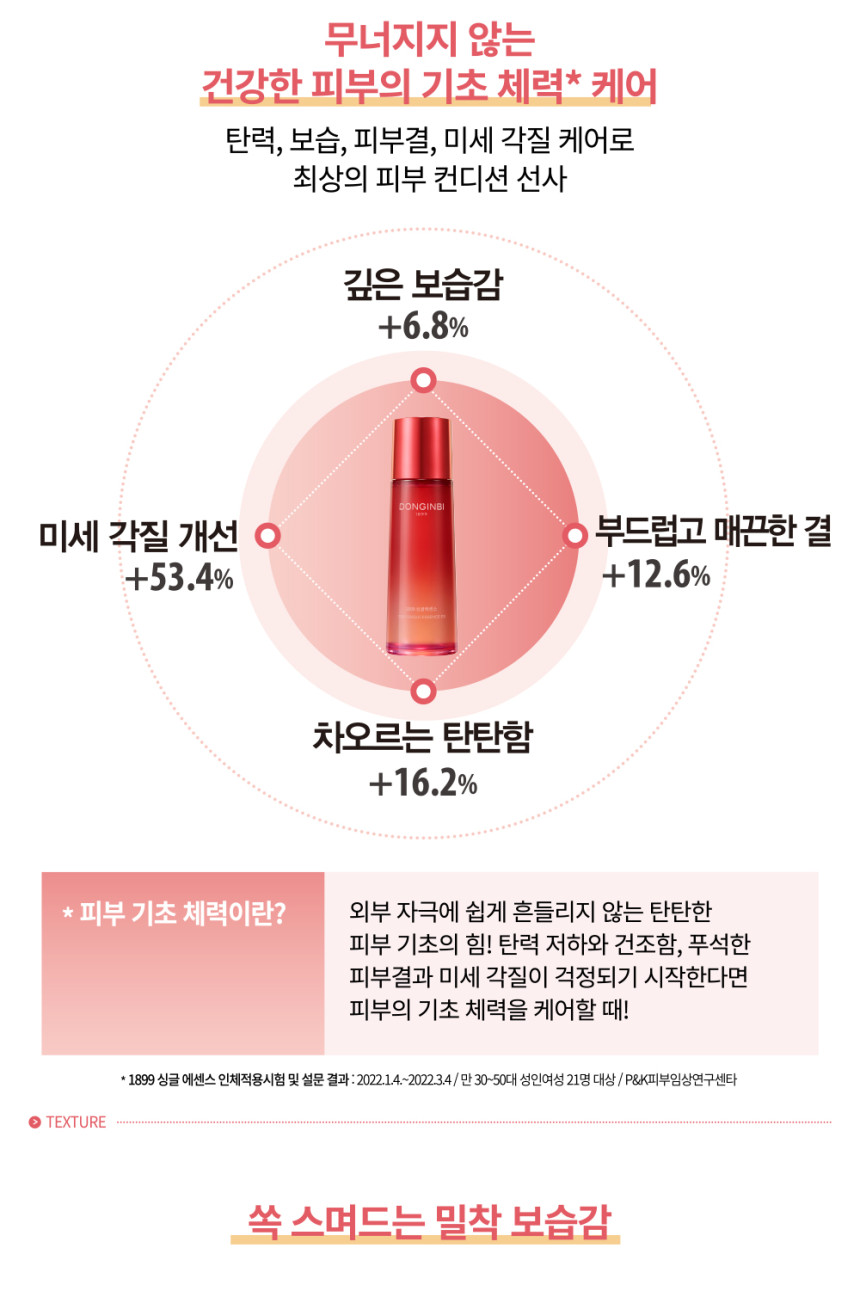 무너지지 않는
건강한 피부의 기초 체력* 케어
탄력, 보습, 피부결, 미세 각질 케어로
최상의 피부 컨디션 선사
깊은 보습감
+6.8%
미세 각질 개선
+53.4%
부드럽고 매끈한 결
+12.6%
DONGINBI
1899
차오르는 탄탄함
+16.2%
* 피부 기초 체력이란?
외부 자극에 쉽게 흔들리지 않는 탄탄한
피부 기초의 힘! 탄력 저하와 건조함, 푸석한
피부결과 미세 각질이 걱정되기 시작한다면
피부의 기초 체력을 케어할 때!
* 1899 싱글 에센스 인체적용시험 및 설문 결과 : 2022.1.4.~2022.3.4 / 만 30~50대 성인여성 21명 대상 / P&K피부임상연구센타
TEXTURE
쏙 스며드는 밀착 보습감